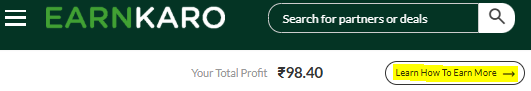 EARNKARO
Search for partners or deals
Your Total Profit ₹98.40
Learn How To Earn More →